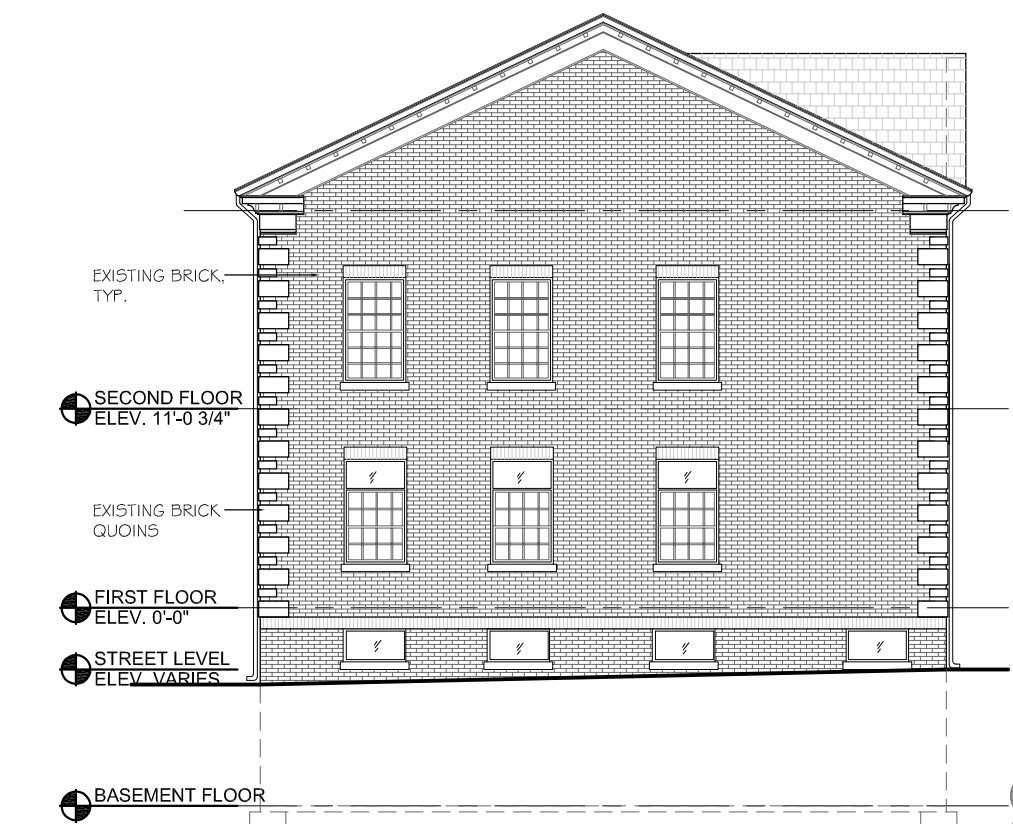 EXISTING BRICK,
TYP.
SECOND FLOOR
ELEV. 11'-0 3/4"
EXISTING BRICK
QUOINS
FIRST FLOOR
ELEV. 0'-0"
STREET LEVEL
ELEV. VARIES
BASEMENT FLOOR